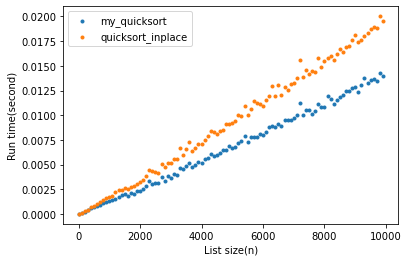 my_quicksort
quicksort_inplace
Run time(second)
0.0200
0.0175
0.0150
0.0125
0.0100
0.0075
0.0050
0.0025
0.0000
0 2000 4000 6000 8000 10000
List size(n)